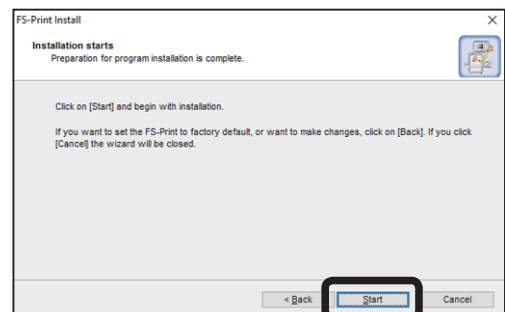 FS-Print Install
Installation starts
Preparation for program installation is complete.
Click on [Start] and begin with installation.
If you want to set the FS-Print to factory default, or want to make changes, click on [Back]. If you click
[Cancel] the wizard will be closed.
< Back Start Cancel